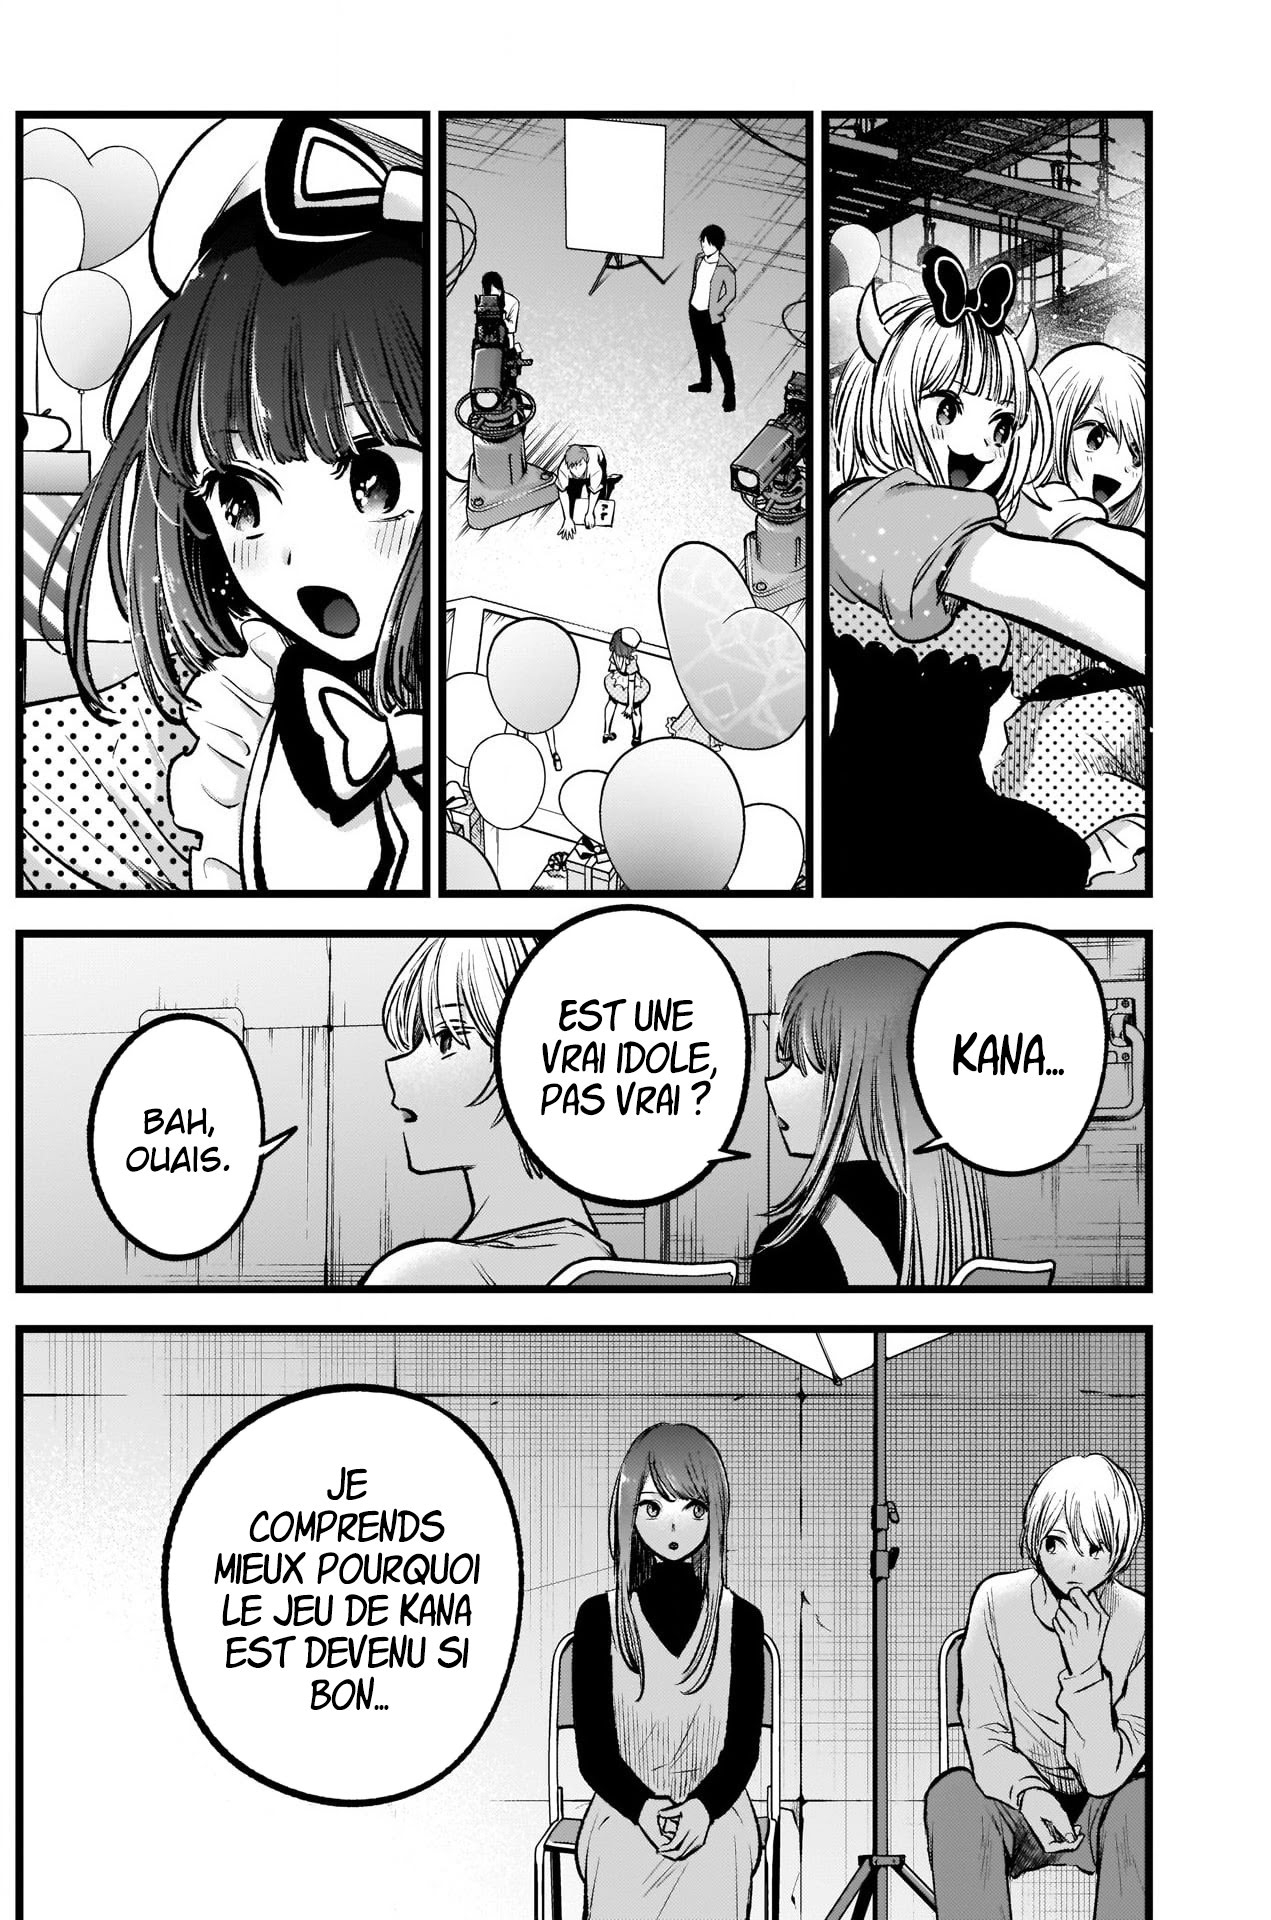 KANA...
EST UNE
VRAI IDOLE,
PAS VRAI ?
BAH,
OUAIS.
JE
COMPRENDS
MIEUX POURQUOI
LE JEU DE KANA
EST DEVENU SI
BON...